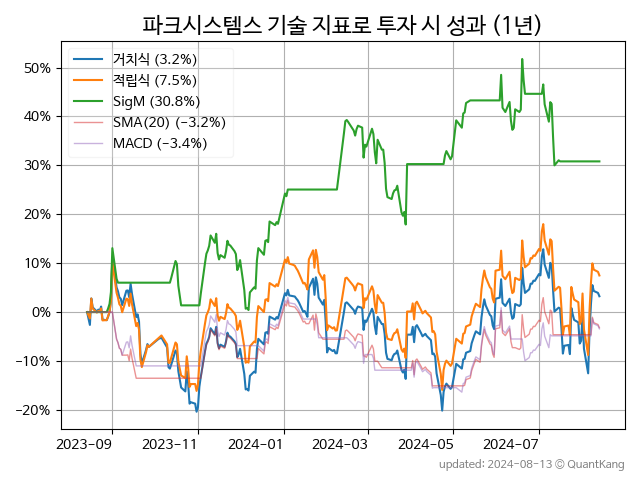 파크시스템스 기술 지표로 투자 시 성과 (1년)
거치식 (3.2%)
적립식 (7.5%)
SigM (30.8%)
SMA(20) (−3.2%)
MACD (−3.4%)
50%
40%
30%
20%
10%
0%
−10%
−20%
2023-09 2023-11 2024-01 2024-03 2024-05 2024-07
updated: 2024-08-13 © QuantKang